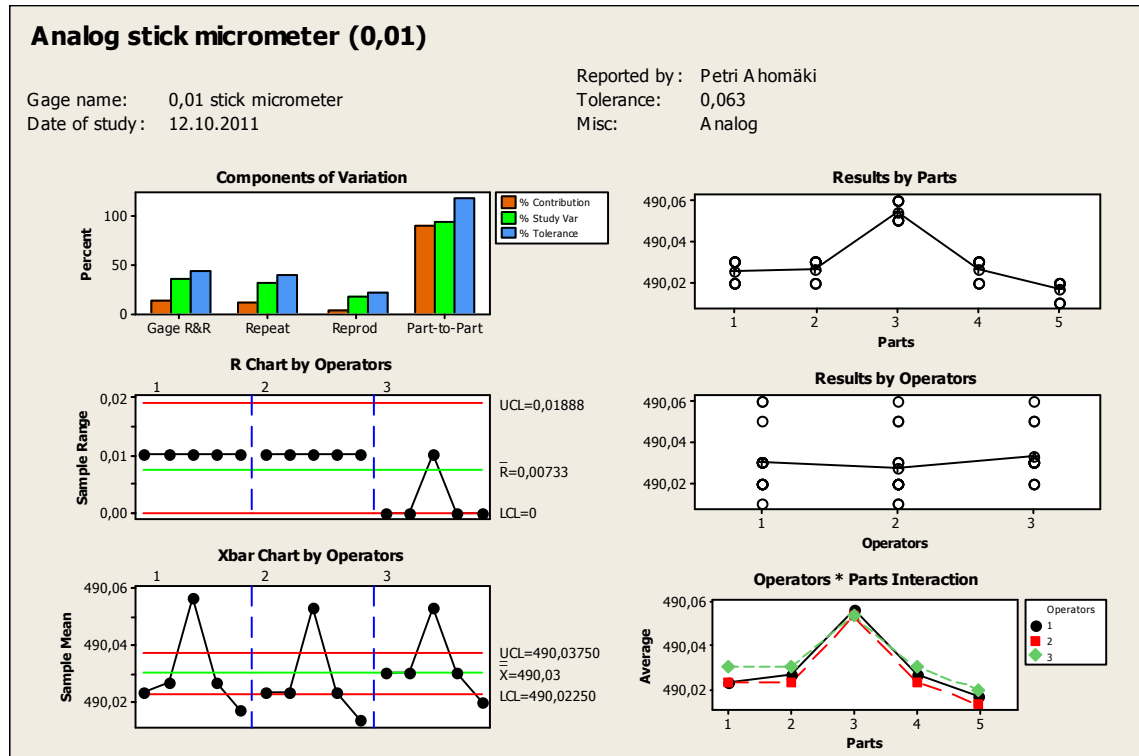 Analog stick micrometer (0,01)
Reported by: Petri Ahomäki
Gage name: 0,01 stick micrometer
Tolerance: 0,063
Date of study: 12.10.2011
Misc: Analog
Components of Variation
100
50
0
Percent
Gage R&R Repeat Reprod Part-to-Part
% Contribution
% Study Var
% Tolerance
Results by Parts
490,06
490,04
490,02
1 2 3 4 5
Parts
R Chart by Operators
1 2 3
0,02
0,01
0,00
Sample Range
UCL=0,01888
R=0,00733
LCL=0
Results by Operators
490,06
490,04
490,02
1 2 3
Operators
Xbar Chart by Operators
1 2 3
490,06
490,04
490,02
Sample Mean
UCL=490,03750
X=490,03
LCL=490,02250
Operators * Parts Interaction
490,06
490,04
490,02
Average
1 2 3 4 5
Parts
Operators
1
2
3